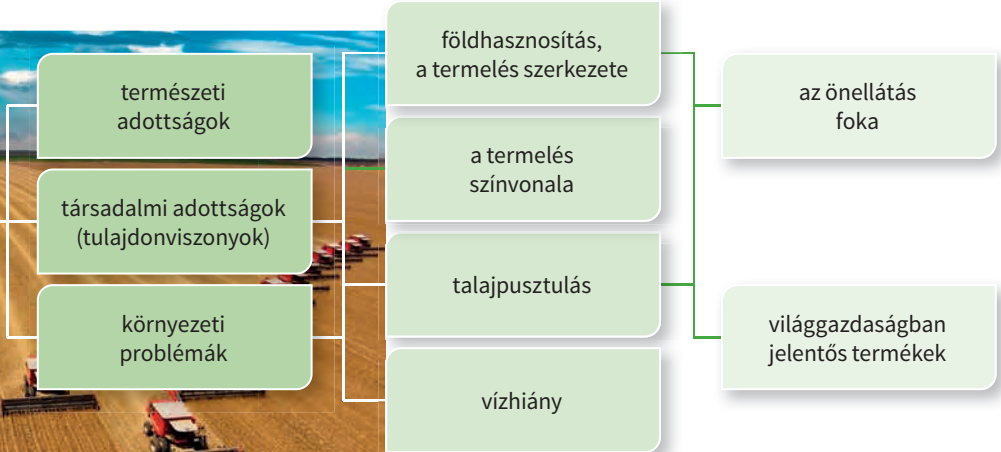 természeti
adottságok
társadalmi adottságok
(tulajdonviszonyok)
környezeti
problémák
földhasznosítás,
a termelés szerkezete
a termelés
színvonala
talajpusztulás
vízhiány
az önellátás
foka
világgazdaságban
jelentős termékek